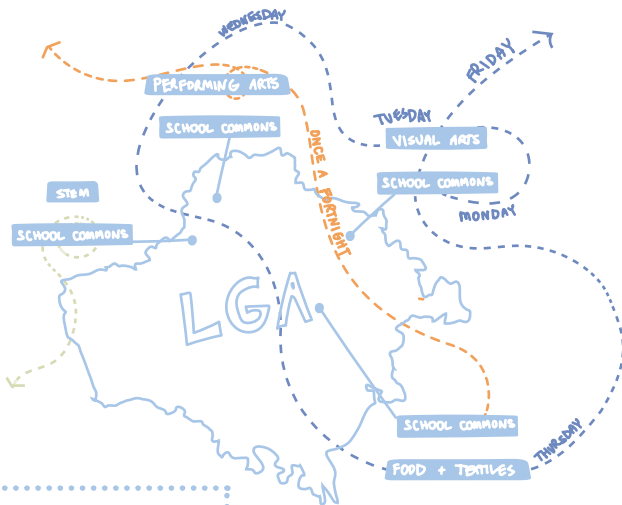 WEDNESDAY
FRIDAY
PERFORMING ARTS
TUESDAY
SCHOOL COMMONS
VISUAL ARTS
ONCE A FORTNIGHT
STEM
SCHOOL COMMONS
MONDAY
SCHOOL COMMONS
LGA
SCHOOL COMMONS
THURSDAY
FOOD + TEXTILES